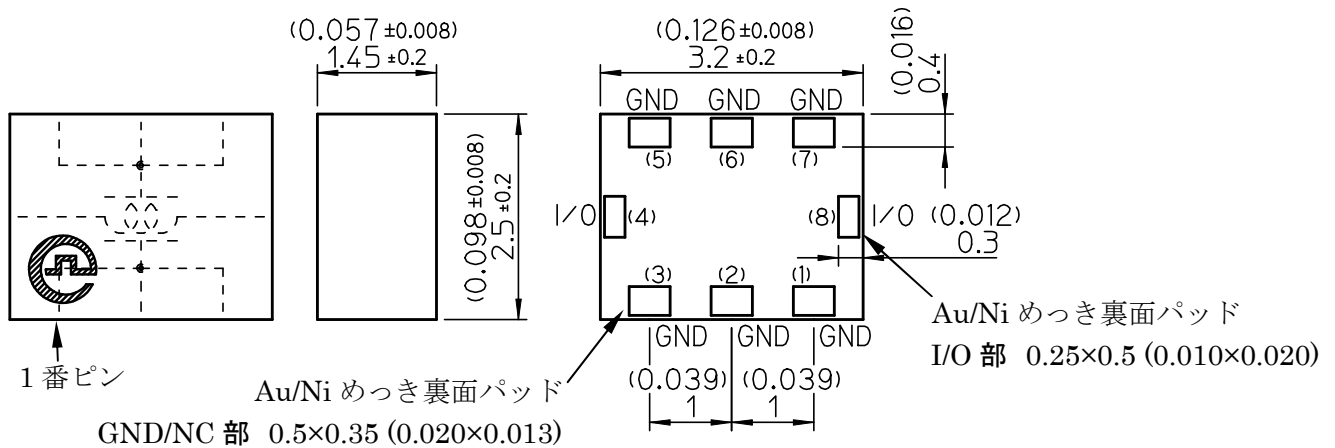 (0.057±0.008)
1.45±0.2
(0.126±0.008)
3.2±0.2
(0.016)
0.4
GND GND GND
(5) (6) (7)
(0.098±0.008)
2.5±0.2
I/O (4) (8) I/O (0.012)
0.3
(3) (2) (1)
GND GND GND
(0.039) (0.039)
1 1
1番ピン
Au/Ni めっき裏面パッド
GND/NC 部 0.5×0.35 (0.020×0.013)
Au/Ni めっき裏面パッド
I/O 部 0.25×0.5 (0.010×0.020)